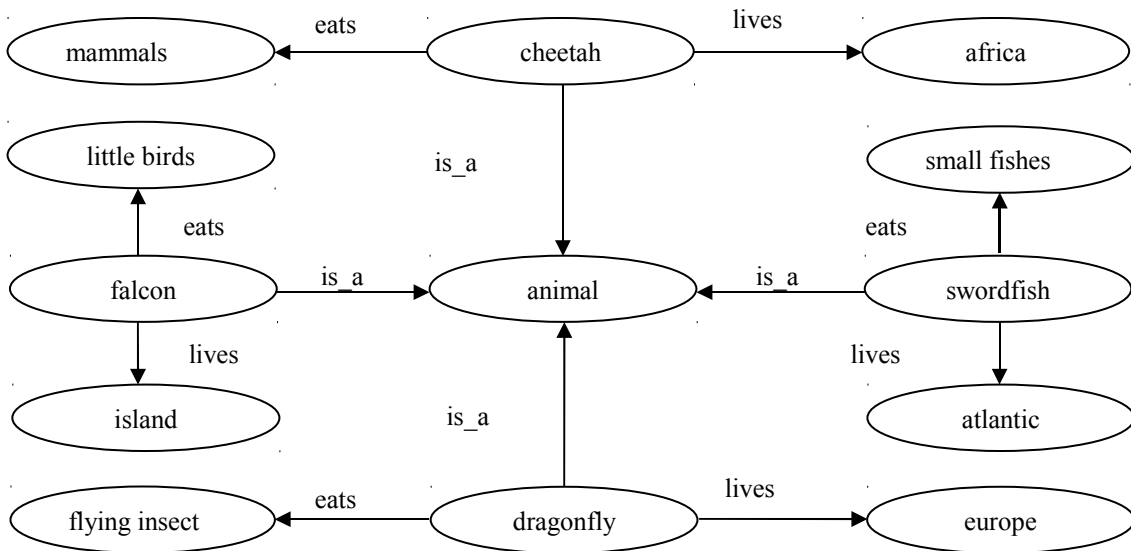 eats
lives
mammals
cheetah
africa
little birds
is_a
small fishes
eats
eats
falcon
is_a
animal
is_a
swordfish
lives
lives
island
is_a
atlantic
eats
lives
flying insect
dragonfly
europe